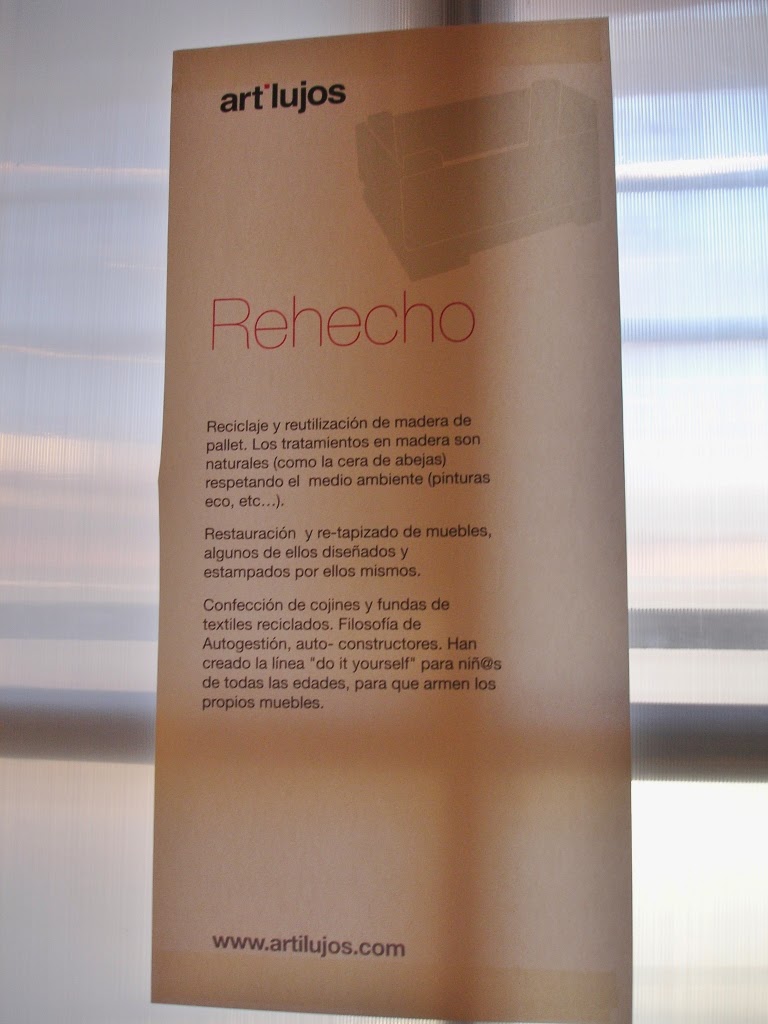 artilujos
Rehecho
Reciclaje y reutilización de madera de
pallet. Los tratamientos en madera son
naturales (como la cera de abejas)
respetando el medio ambiente (pinturas
eco, etc...).
Restauración y re-tapizado de muebles,
algunos de ellos diseñados y
estampados por ellos mismos.
Confección de cojines y fundas de
textiles reciclados. Filosofía de
Autogestión, auto- constructores. Han
creado la línea "do it yourself" para niñ@s
de todas las edades, para que armen los
propios muebles.
www.artilujos.com